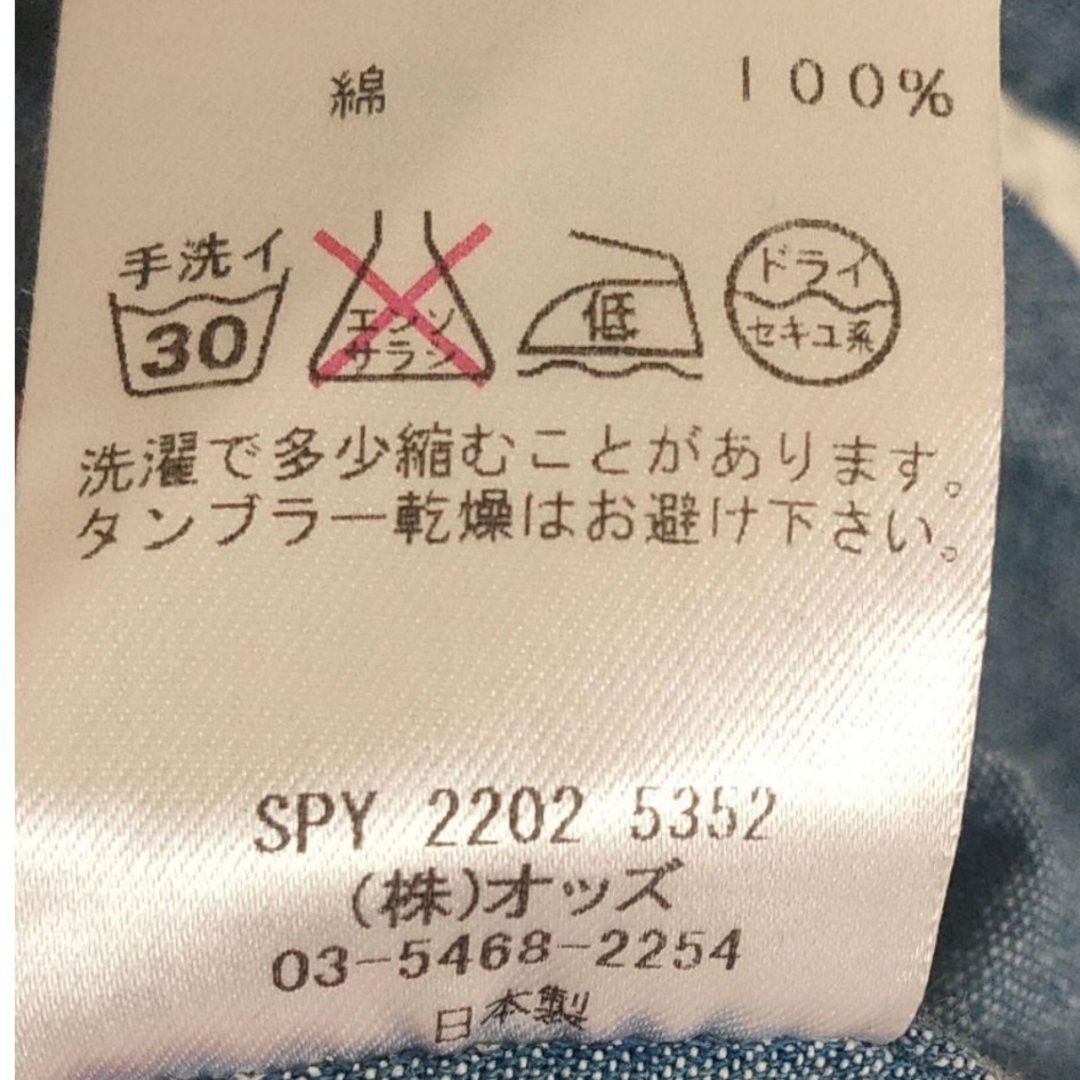 綿 100%
手洗イ 30
エンソ サラシ
低
ドライ セキユ系
洗濯で多少縮むことがあります。
タンブラー乾燥はお避け下さい。
SPY 2202 5352
(株)オッズ
03-5468-2254
日本製